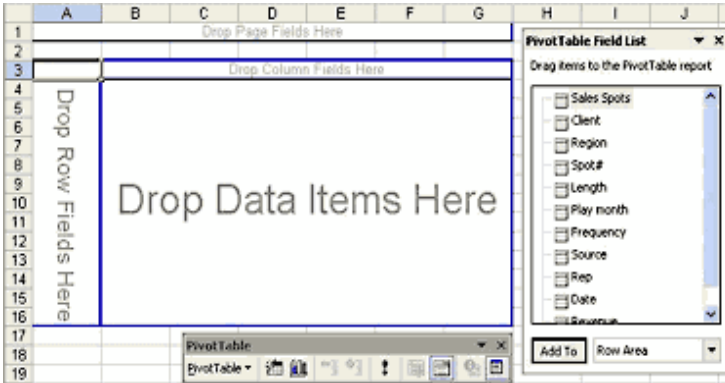 A B C D E F G H I J
1 Drop Page Fields Here
2
3 Drop Column Fields Here
4
5
6
7
8
9
10
11
12
13
14
15
16
17
18
19
Drop Row Fields Here
Drop Data Items Here
PivotTable Field List
Drag items to the PivotTable report
Sales Spots
Client
Region
Spot#
Length
Play month
Frequency
Source
Rep
Date
Revenue
Add To Row Area
PivotTable
PivotTable